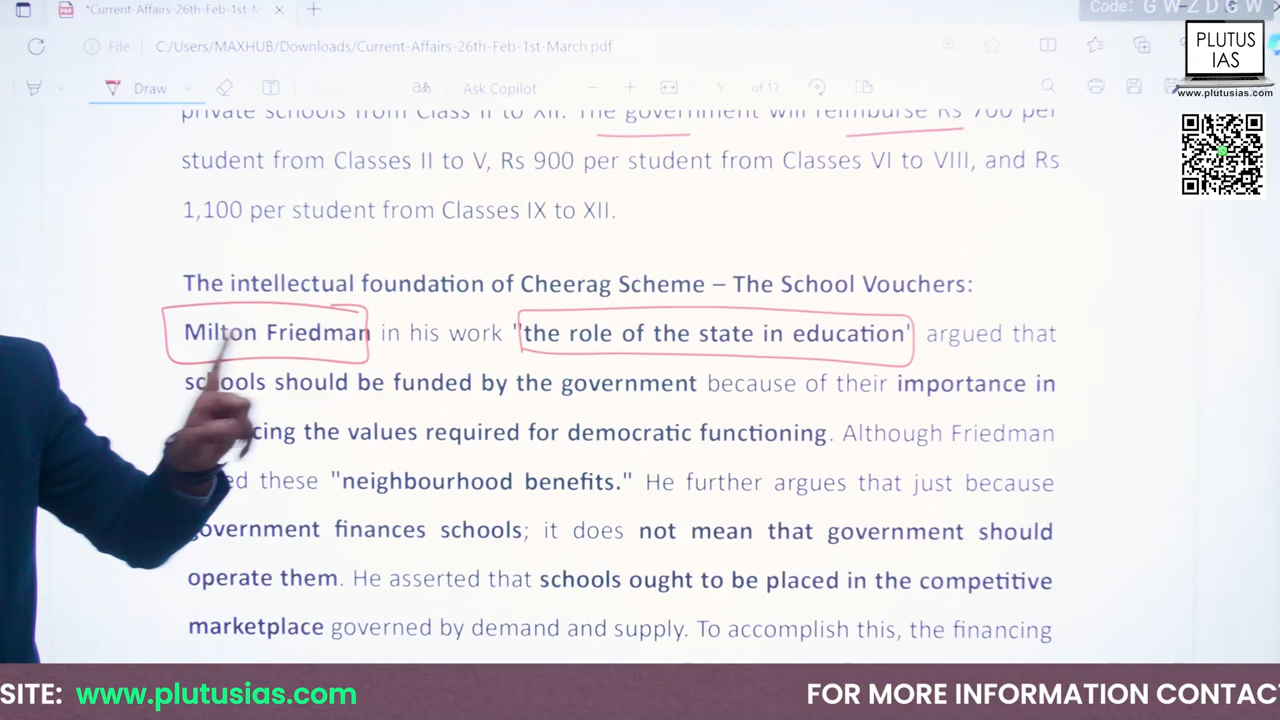 *Current-Affairs-26th-Feb-1st-M
Code: G W Z D G W
File
C:/Users/MAXHUB/Downloads/Current-Affairs-26th-Feb-1st-March.pdf
Draw
Ask Copilot
5 of 17
PLUTUS
IAS
www.plutusias.com
private schools from Class II to XII. The government will reimburse Rs 700 per
student from Classes II to V, Rs 900 per student from Classes VI to VIII, and Rs
1,100 per student from Classes IX to XII.
The intellectual foundation of Cheerag Scheme – The School Vouchers:
Milton Friedman in his work "the role of the state in education" argued that
schools should be funded by the government because of their importance in
the values required for democratic functioning. Although Friedman
these "neighbourhood benefits." He further argues that just because
government finances schools; it does not mean that government should
operate them. He asserted that schools ought to be placed in the competitive
marketplace governed by demand and supply. To accomplish this, the financing
SITE: www.plutusias.com
FOR MORE INFORMATION CONTACT